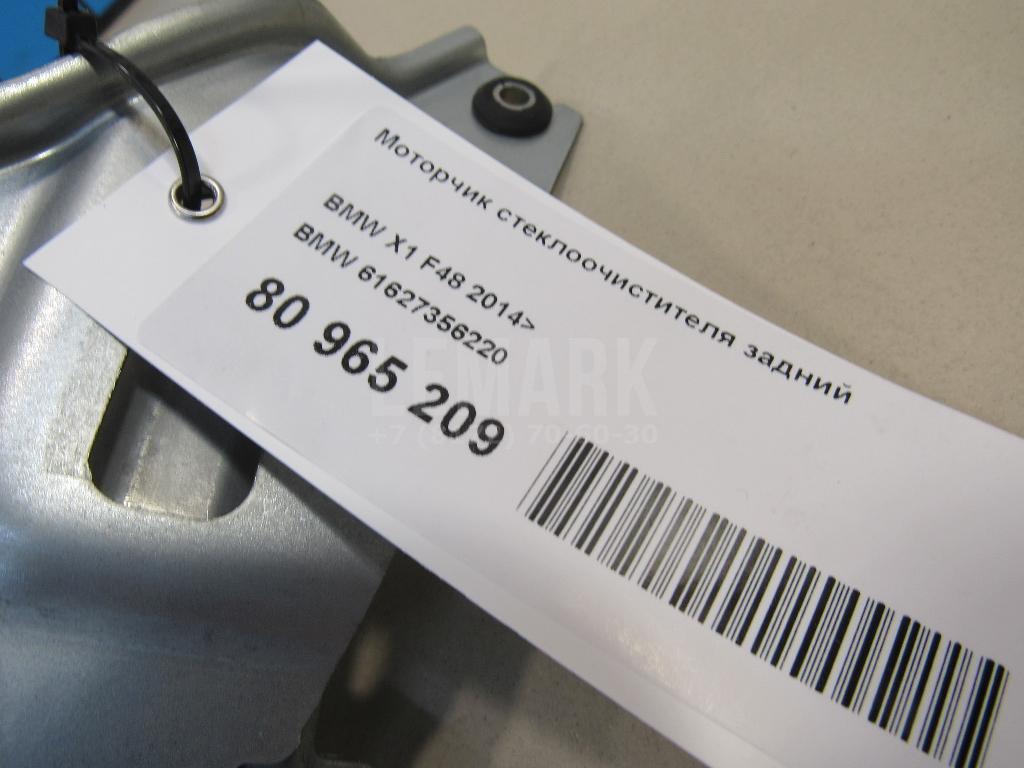 Моторчик стеклоочистителя задний
BMW X1 F48 2014>
BMW 61627356220
80 965 209
LEMARK